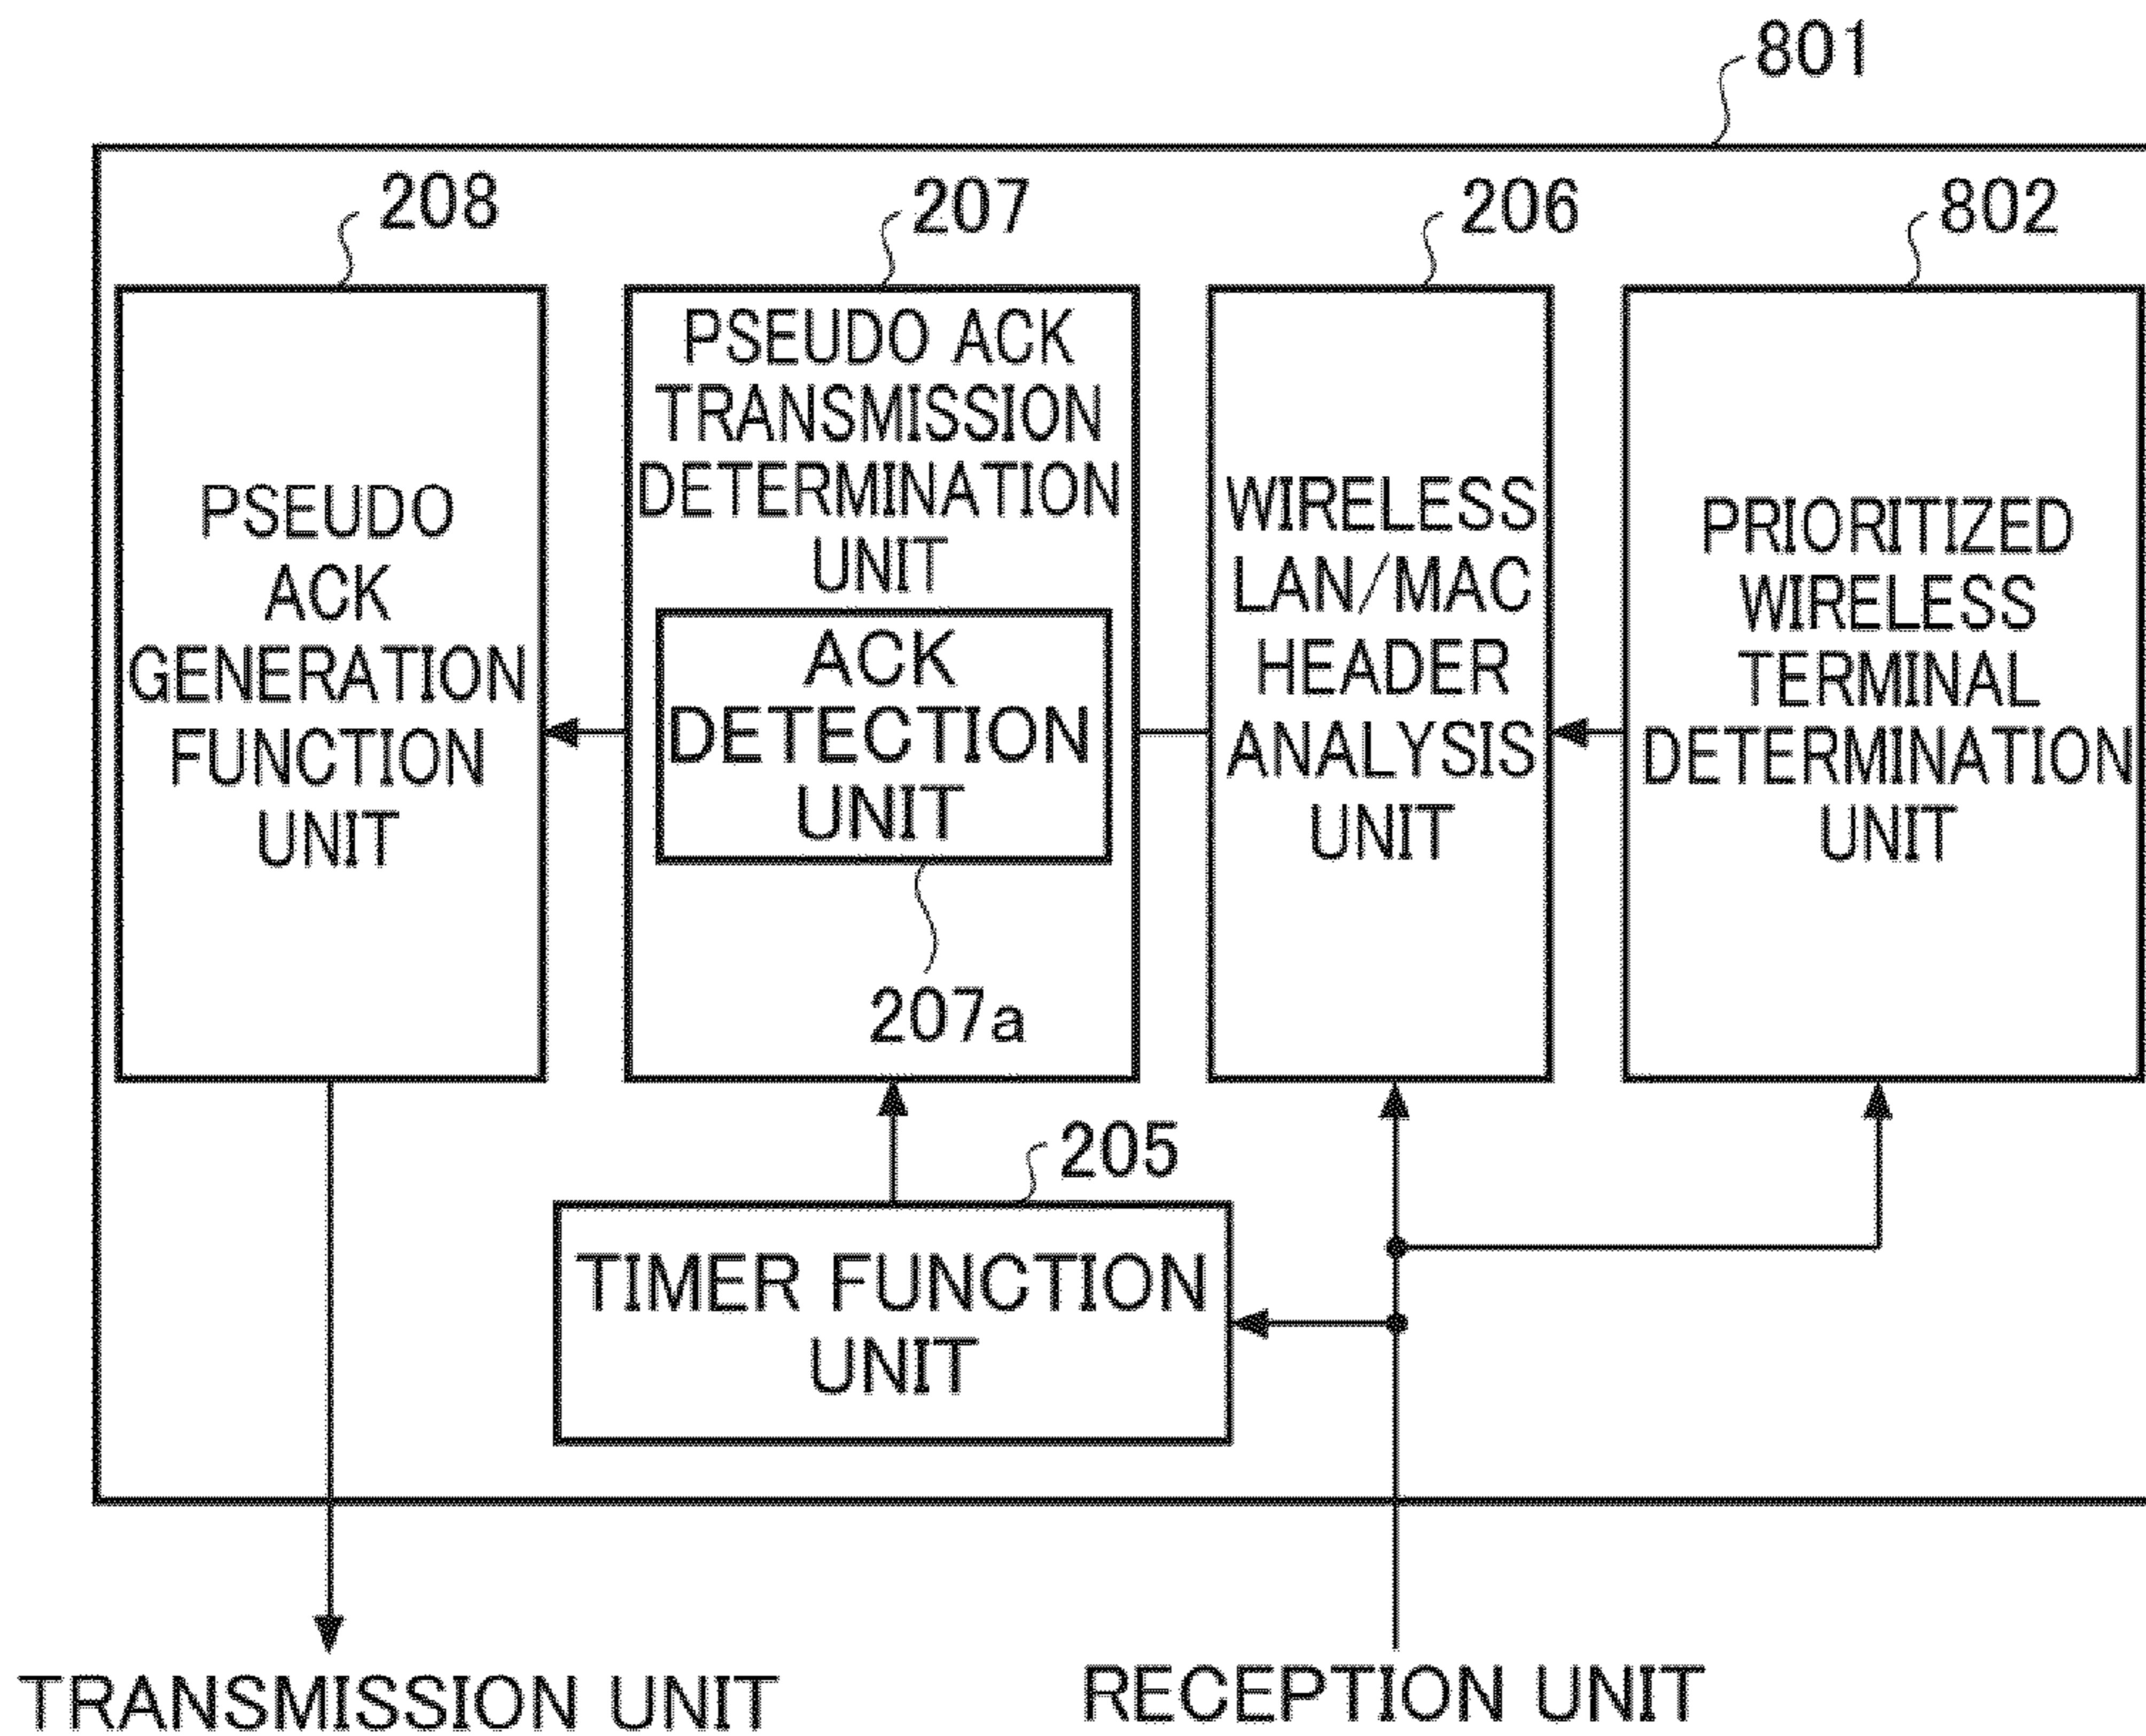 801
208
207
206
802
PSEUDO
ACK
GENERATION
FUNCTION
UNIT
PSEUDO ACK
TRANSMISSION
DETERMINATION
UNIT
ACK
DETECTION
UNIT
207a
WIRELESS
LAN/MAC
HEADER
ANALYSIS
UNIT
PRIORITIZED
WIRELESS
TERMINAL
DETERMINATION
UNIT
205
TIMER FUNCTION
UNIT
TRANSMISSION UNIT
RECEPTION UNIT